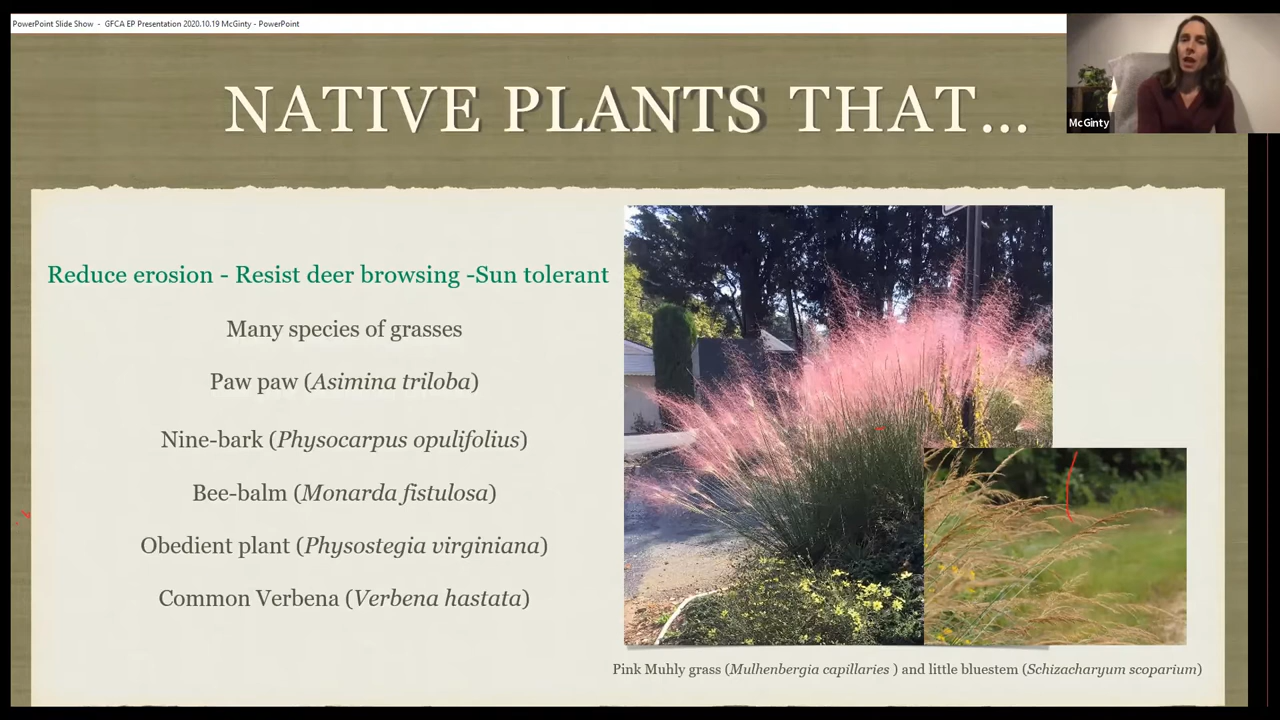 PowerPoint Slide Show - GFCA EP Presentation 2020.10.19 McGinty - PowerPoint
NATIVE PLANTS THAT...
McGinty
Reduce erosion - Resist deer browsing -Sun tolerant
Many species of grasses
Paw paw (Asimina triloba)
Nine-bark (Physocarpus opulifolius)
Bee-balm (Monarda fistulosa)
Obedient plant (Physostegia virginiana)
Common Verbena (Verbena hastata)
Pink Muhly grass (Mulhenbergia capillaries ) and little bluestem (Schizacharyum scoparium)